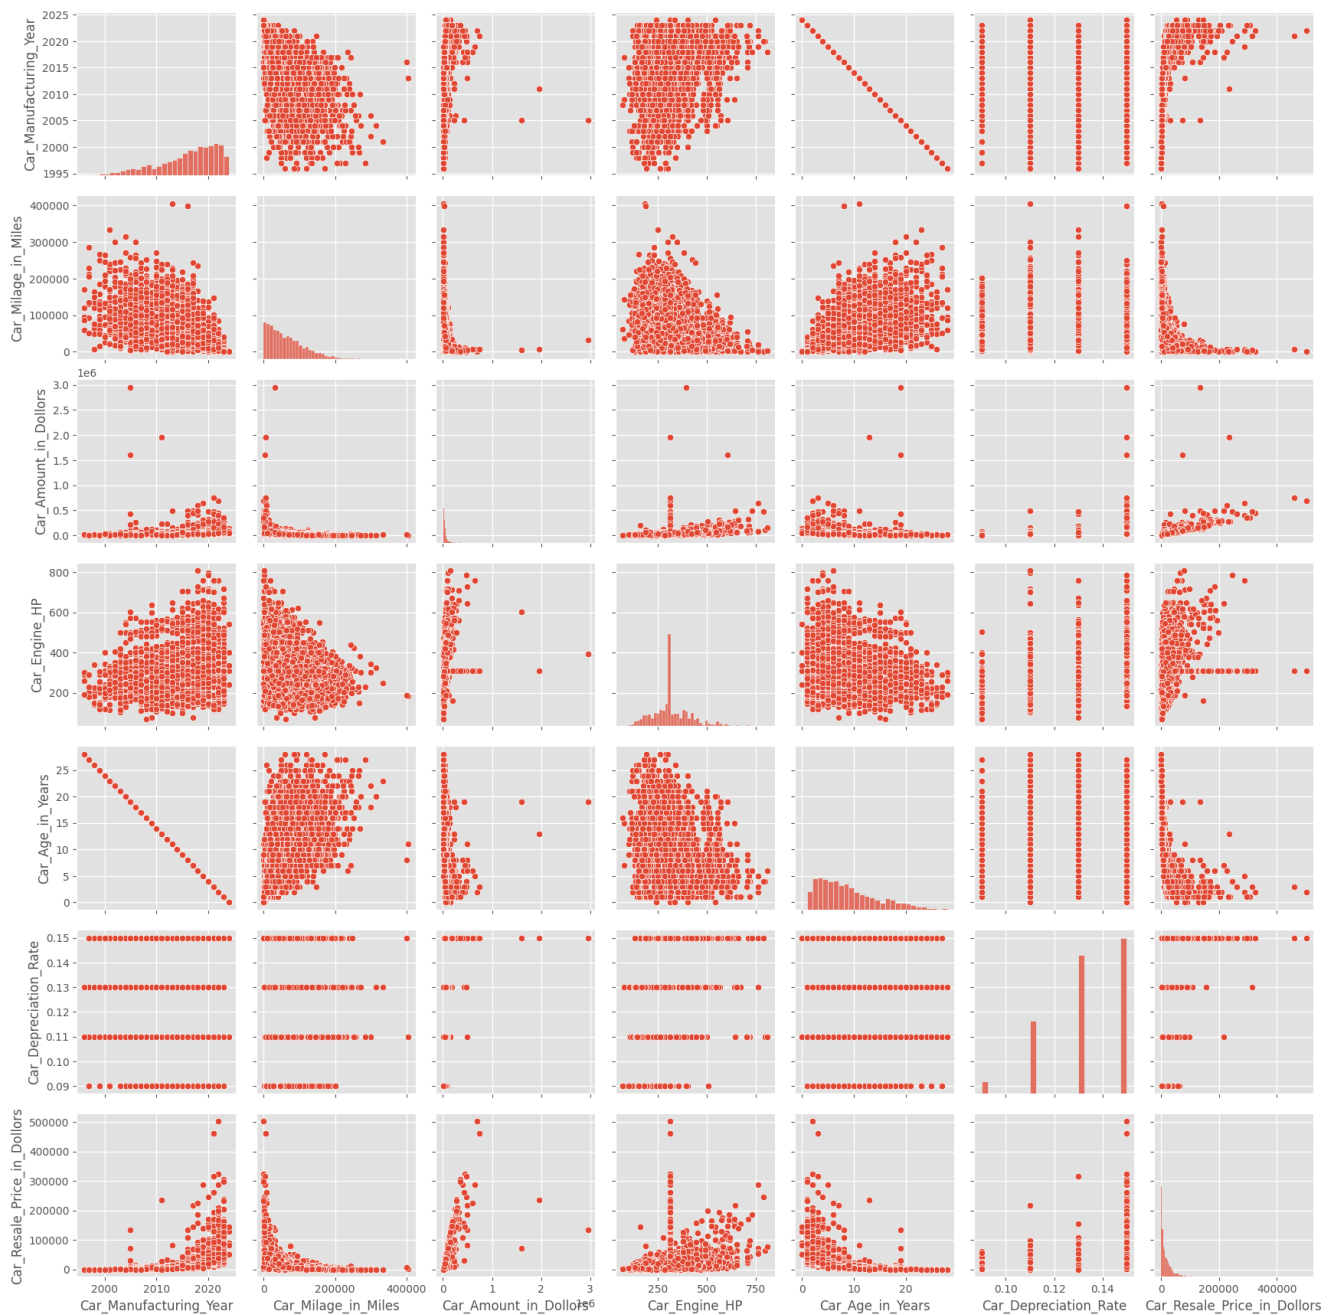 Car_Manufacturing_Year
2025
2020
2015
2010
2005
2000
1995
Car_Milage_in_Miles
400000
300000
200000
100000
0
1e6
Car_Amount_in_Dollors
3.0
2.5
2.0
1.5
1.0
0.5
0.0
Car_Engine_HP
800
600
400
200
Car_Age_in_Years
25
20
15
10
5
0
Car_Depreciation_Rate
0.15
0.14
0.13
0.12
0.11
0.10
0.09
Car_Resale_Price_in_Dollors
500000
400000
300000
200000
100000
0
2000 2010 2020
Car_Manufacturing_Year
0 200000 400000
Car_Milage_in_Miles
0 1 2 3
1e6
Car_Amount_in_Dollors
250 500 750
Car_Engine_HP
0 10 20
Car_Age_in_Years
0.10 0.12 0.14
Car_Depreciation_Rate
0 200000 400000
Car_Resale_Price_in_Dollors